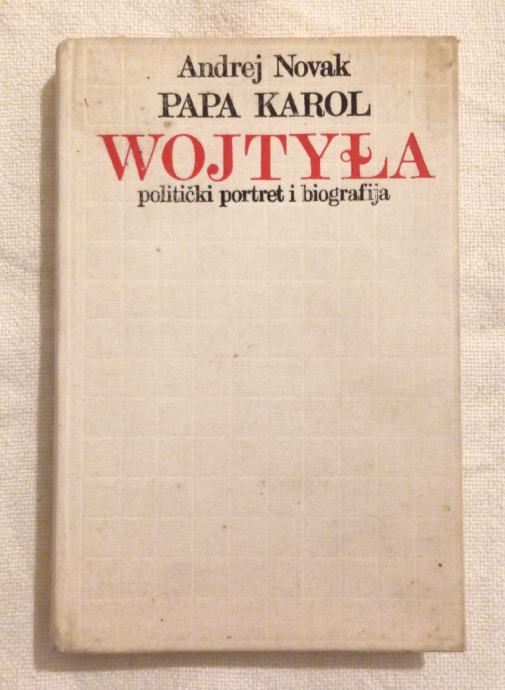 Andrej Novak
PAPA KAROL
WOJTYŁA
politički portret i biografija